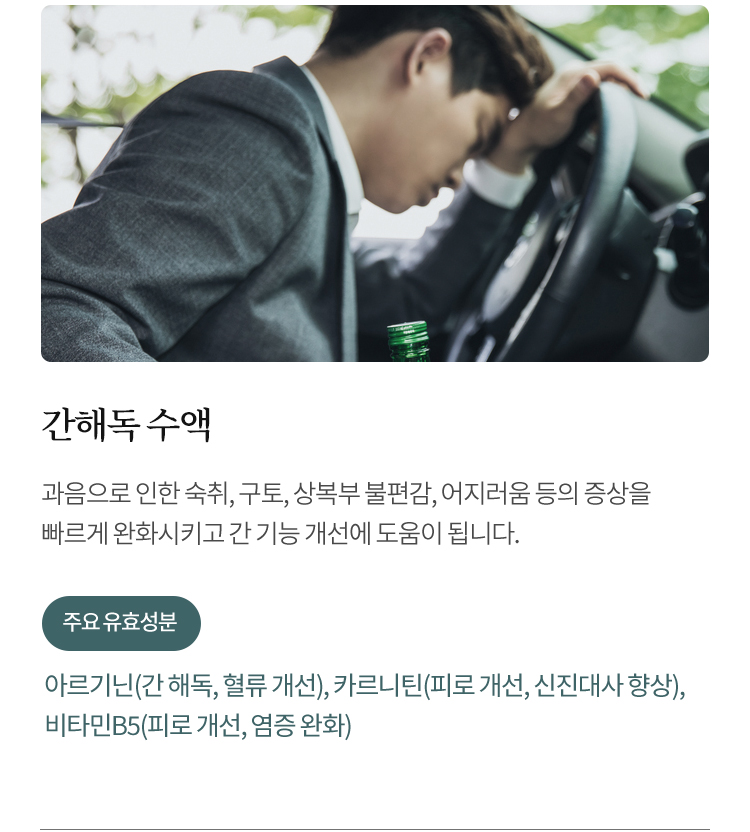 간해독 수액
과음으로 인한 숙취, 구토, 상복부 불편감, 어지러움 등의 증상을
빠르게 완화시키고 간 기능 개선에 도움이 됩니다.
주요 유효성분
아르기닌(간 해독, 혈류 개선), 카르니틴(피로 개선, 신진대사 향상),
비타민B5(피로 개선, 염증 완화)